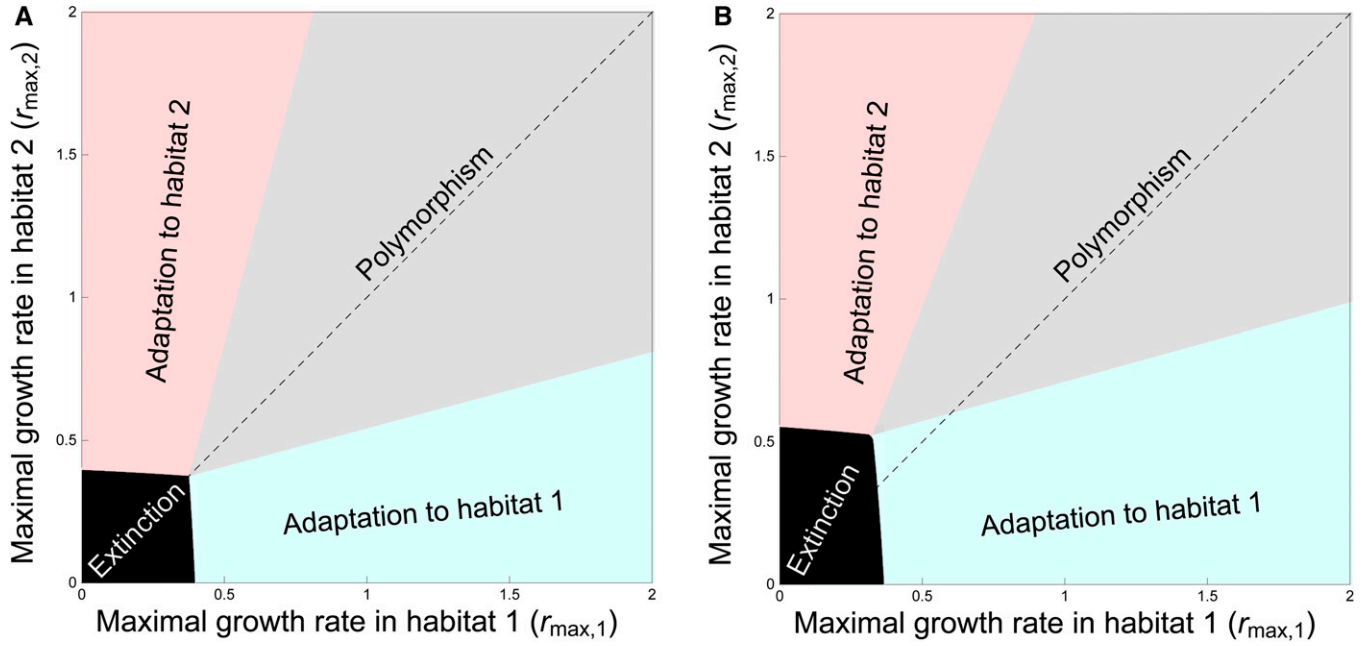 A
Maximal growth rate in habitat 2 (rmax,2)
2
1.5
1
0.5
0
Adaptation to habitat 2
Polymorphism
Extinction
Adaptation to habitat 1
0
0.5
1
1.5
2
Maximal growth rate in habitat 1 (rmax,1)
B
Maximal growth rate in habitat 2 (rmax,2)
2
1.5
1
0.5
0
Adaptation to habitat 2
Polymorphism
Extinction
Adaptation to habitat 1
0
0.5
1
1.5
2
Maximal growth rate in habitat 1 (rmax,1)